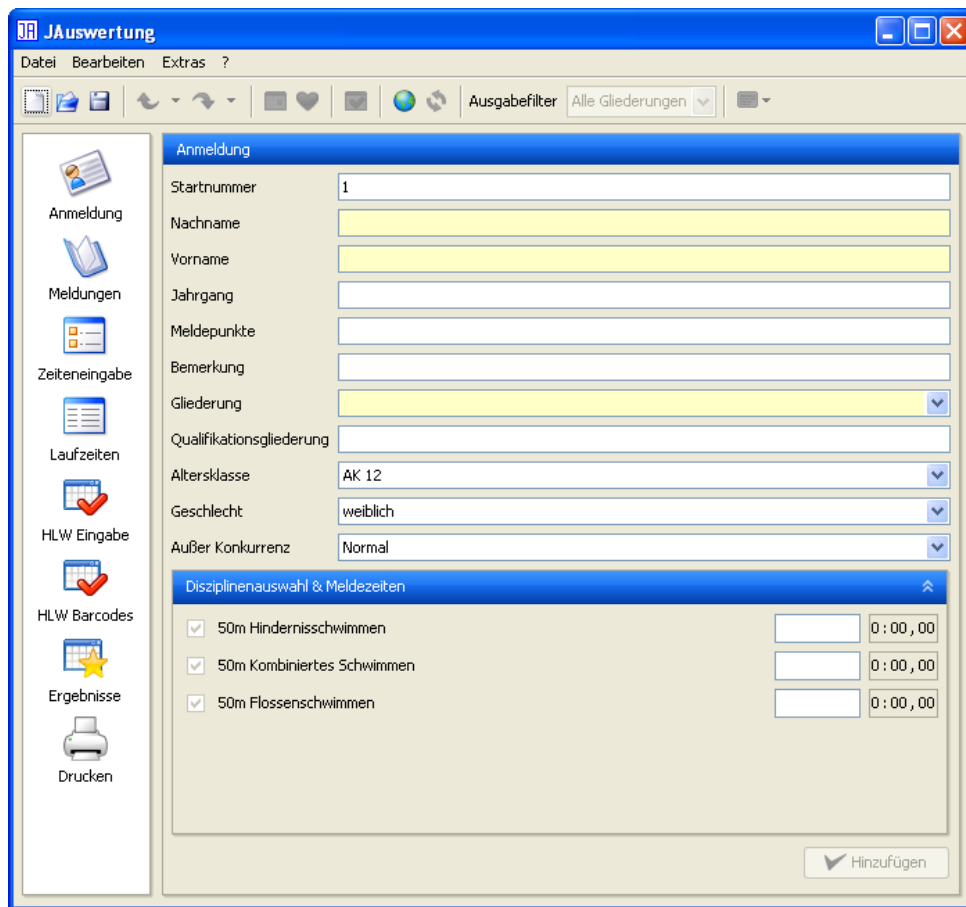 JAuswertung
Datei Bearbeiten Extras ?
Ausgabefilter Alle Gliederungen
Anmeldung
Meldungen
Zeiteneingabe
Laufzeiten
HLW Eingabe
HLW Barcodes
Ergebnisse
Drucken
Anmeldung
Startnummer 1
Nachname
Vorname
Jahrgang
Meldepunkte
Bemerkung
Gliederung
Qualifikationsgliederung
Altersklasse AK 12
Geschlecht weiblich
Außer Konkurrenz Normal
Disziplinenauswahl & Meldezeiten
50m Hindernisschwimmen 0:00,00
50m Kombiniertes Schwimmen 0:00,00
50m Flossenschwimmen 0:00,00
Hinzufügen